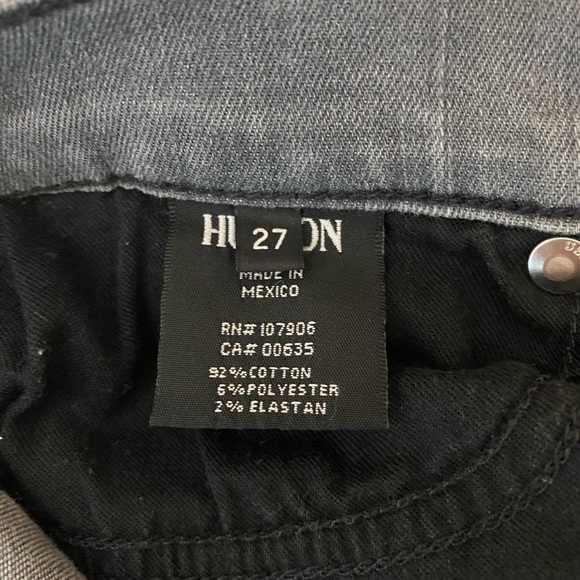 HU
27
ON
MADE IN
MEXICO
RN# 107906
CA# 00635
92% COTTON
6% POLYESTER
2% ELASTAN